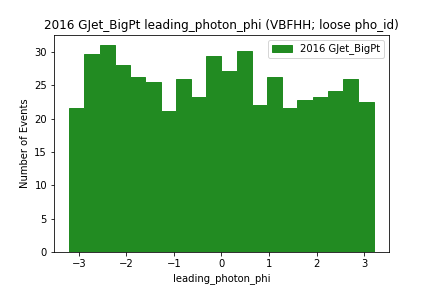 2016 GJet_BigPt leading_photon_phi (VBFHH; loose pho_id)
2016 GJet_BigPt
Number of Events
30
25
20
15
10
5
0
−3 −2 −1 0 1 2 3
leading_photon_phi